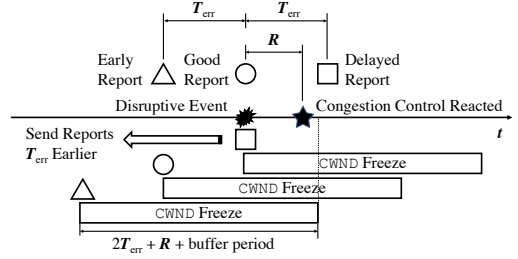 T_err T_err
R
Early Report
Good Report
Delayed Report
Disruptive Event
Congestion Control Reacted
t
Send Reports
T_err Earlier
CWND Freeze
CWND Freeze
CWND Freeze
2T_err + R + buffer period